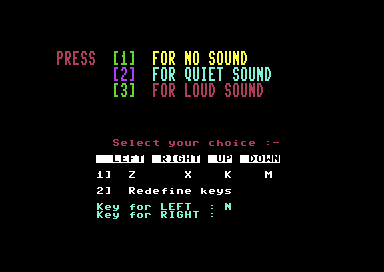 PRESS [1] FOR NO SOUND
[2] FOR QUIET SOUND
[3] FOR LOUD SOUND
Select your choice :-
LEFT RIGHT UP DOWN
1] Z X K M
2] Redefine keys
Key for LEFT : N
Key for RIGHT :